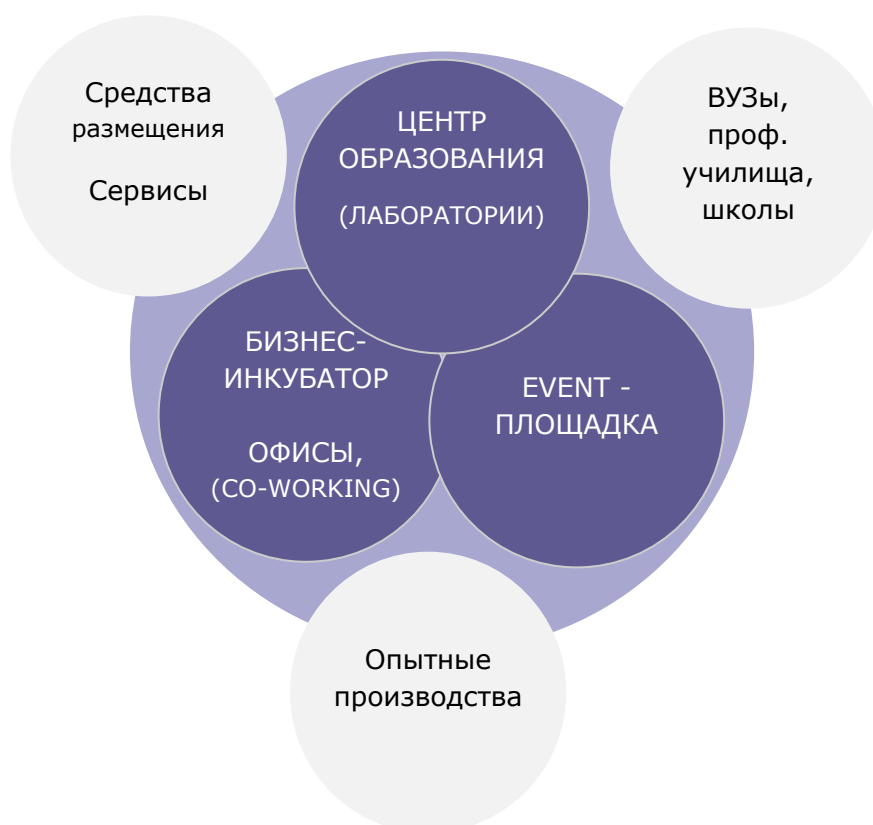 Средства
размещения
Сервисы
ЦЕНТР
ОБРАЗОВАНИЯ
(ЛАБОРАТОРИИ)
ВУЗы,
проф.
училища,
школы
БИЗНЕС-
ИНКУБАТОР
ОФИСЫ,
(CO-WORKING)
EVENT -
ПЛОЩАДКА
Опытные
производства